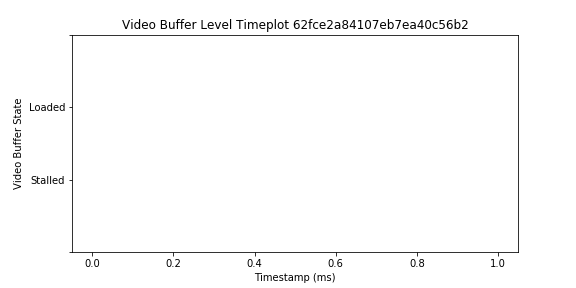 Video Buffer Level Timeplot 62fce2a84107eb7ea40c56b2
Loaded
Video Buffer State
Stalled
0.0 0.2 0.4 0.6 0.8 1.0
Timestamp (ms)